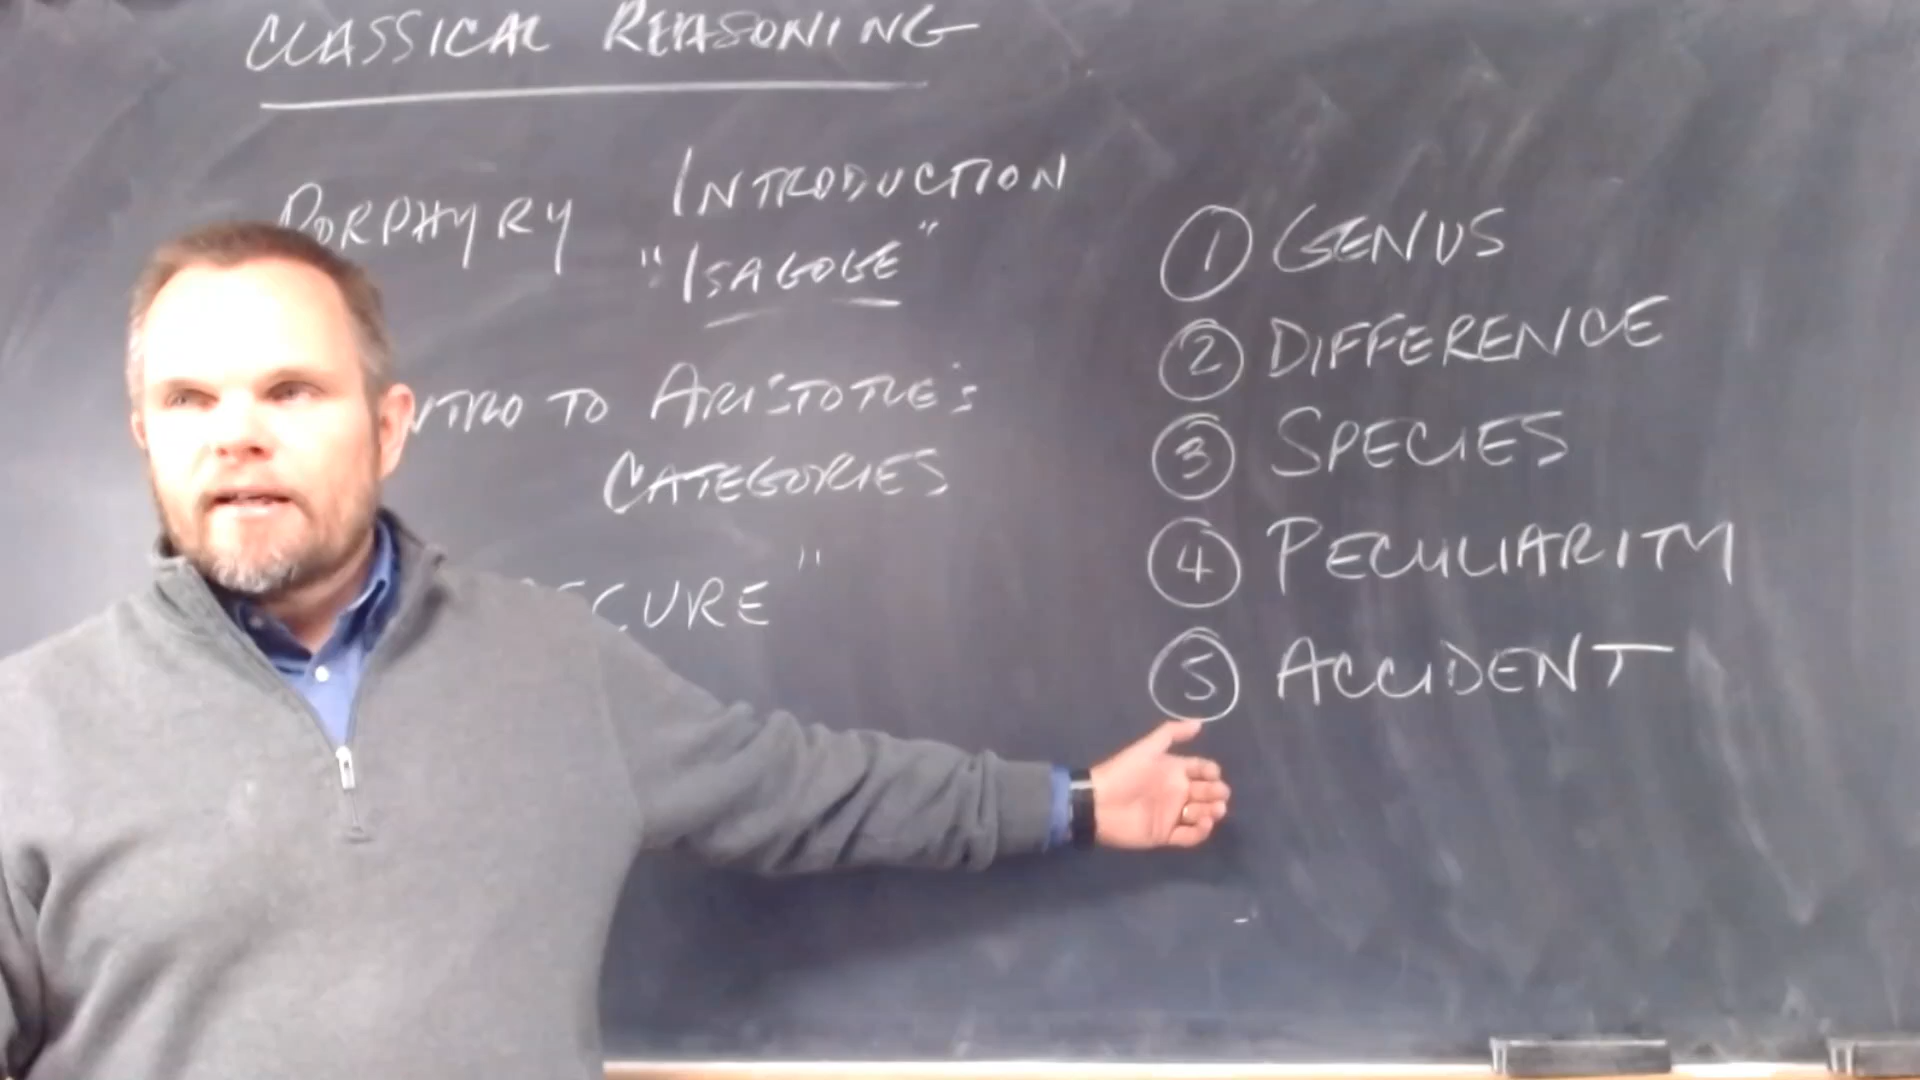 CLASSICAL REASONING
PORPHYRY INTRODUCTION
"ISAGOGE"
NTRO TO ARISTOTLE'S
CATEGORIES
CURE"
1 GENUS
2 DIFFERENCE
3 SPECIES
4 PECULIARITY
5 ACCIDENT